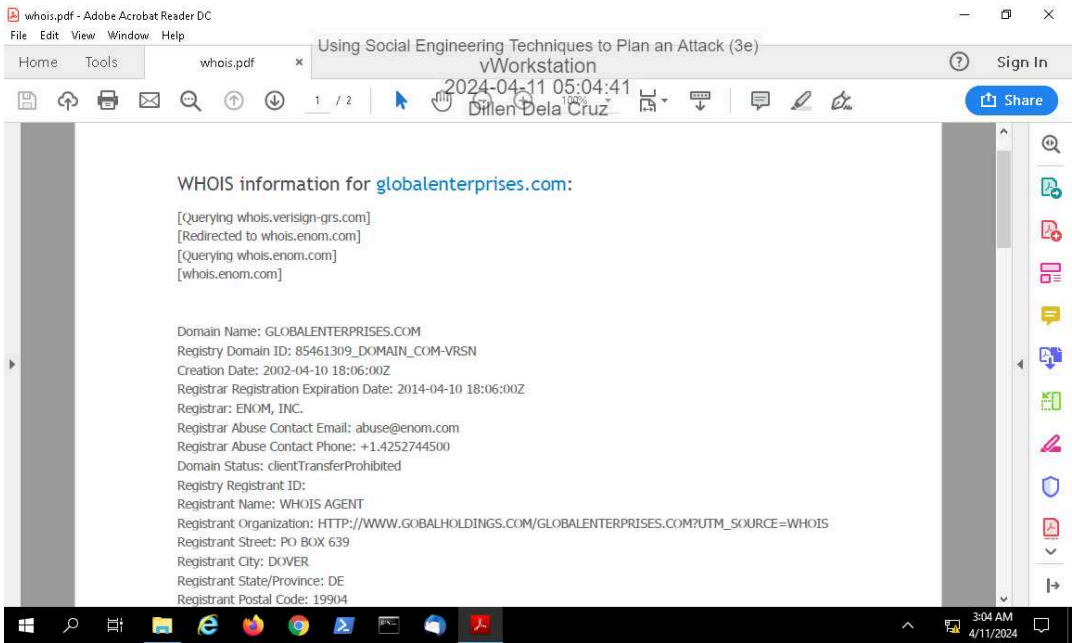 whois.pdf - Adobe Acrobat Reader DC
File Edit View Window Help
Using Social Engineering Techniques to Plan an Attack (3e)
vWorkstation
2024-04-11 05:04:41
Dillen Dela Cruz
Home Tools whois.pdf × ? Sign In
1 / 2 100% Share
WHOIS information for globalenterprises.com:
[Querying whois.verisign-grs.com]
[Redirected to whois.enom.com]
[Querying whois.enom.com]
[whois.enom.com]
Domain Name: GLOBALENTERPRISES.COM
Registry Domain ID: 85461309_DOMAIN_COM-VRSN
Creation Date: 2002-04-10 18:06:00Z
Registrar Registration Expiration Date: 2014-04-10 18:06:00Z
Registrar: ENOM, INC.
Registrar Abuse Contact Email: abuse@enom.com
Registrar Abuse Contact Phone: +1.4252744500
Domain Status: clientTransferProhibited
Registry Registrant ID:
Registrant Name: WHOIS AGENT
Registrant Organization: HTTP://WWW.GOBALHOLDINGS.COM/GLOBALENTERPRISES.COM?UTM_SOURCE=WHOIS
Registrant Street: PO BOX 639
Registrant City: DOVER
Registrant State/Province: DE
Registrant Postal Code: 19904
3:04 AM
4/11/2024